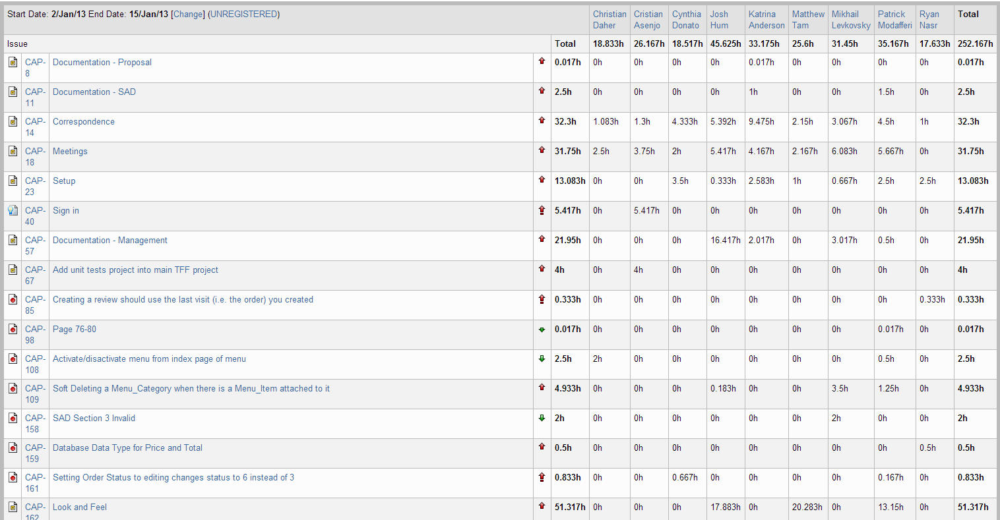 Start Date: 2/Jan/13 End Date: 15/Jan/13 [Change] (UNREGISTERED) Christian Daher Cristian Asenjo Cynthia Donato Josh Hum Katrina Anderson Matthew Tam Mikhail Levkovsky Patrick Modafferi Ryan Nasr Total
Issue Total 18.833h 26.167h 18.517h 45.625h 33.175h 25.6h 31.45h 35.167h 17.633h 252.167h
CAP-8 Documentation - Proposal 0.017h 0h 0h 0h 0h 0.017h 0h 0h 0h 0h 0.017h
CAP-11 Documentation - SAD 2.5h 0h 0h 0h 0h 1h 0h 0h 1.5h 0h 2.5h
CAP-14 Correspondence 32.3h 1.083h 1.3h 4.333h 5.392h 9.475h 2.15h 3.067h 4.5h 1h 32.3h
CAP-18 Meetings 31.75h 2.5h 3.75h 2h 5.417h 4.167h 2.167h 6.083h 5.667h 0h 31.75h
CAP-23 Setup 13.083h 0h 0h 3.5h 0.333h 2.583h 1h 0.667h 2.5h 2.5h 13.083h
CAP-40 Sign in 5.417h 0h 5.417h 0h 0h 0h 0h 0h 0h 0h 5.417h
CAP-57 Documentation - Management 21.95h 0h 0h 0h 16.417h 2.017h 0h 3.017h 0.5h 0h 21.95h
CAP-67 Add unit tests project into main TFF project 4h 0h 4h 0h 0h 0h 0h 0h 0h 0h 4h
CAP-85 Creating a review should use the last visit (i.e. the order) you created 0.333h 0h 0h 0h 0h 0h 0h 0h 0h 0.333h 0.333h
CAP-98 Page 76-80 0.017h 0h 0h 0h 0h 0h 0h 0h 0.017h 0h 0.017h
CAP-108 Activate/disactivate menu from index page of menu 2.5h 2h 0h 0h 0h 0h 0h 0h 0.5h 0h 2.5h
CAP-109 Soft Deleting a Menu_Category when there is a Menu_Item attached to it 4.933h 0h 0h 0h 0.183h 0h 0h 3.5h 1.25h 0h 4.933h
CAP-158 SAD Section 3 Invalid 2h 0h 0h 0h 0h 0h 0h 2h 0h 0h 2h
CAP-159 Database Data Type for Price and Total 0.5h 0h 0h 0h 0h 0h 0h 0h 0h 0.5h 0.5h
CAP-161 Setting Order Status to editing changes status to 6 instead of 3 0.833h 0h 0h 0.667h 0h 0h 0h 0h 0.167h 0h 0.833h
CAP-162 Look and Feel 51.317h 0h 0h 0h 17.883h 0h 20.283h 0h 13.15h 0h 51.317h